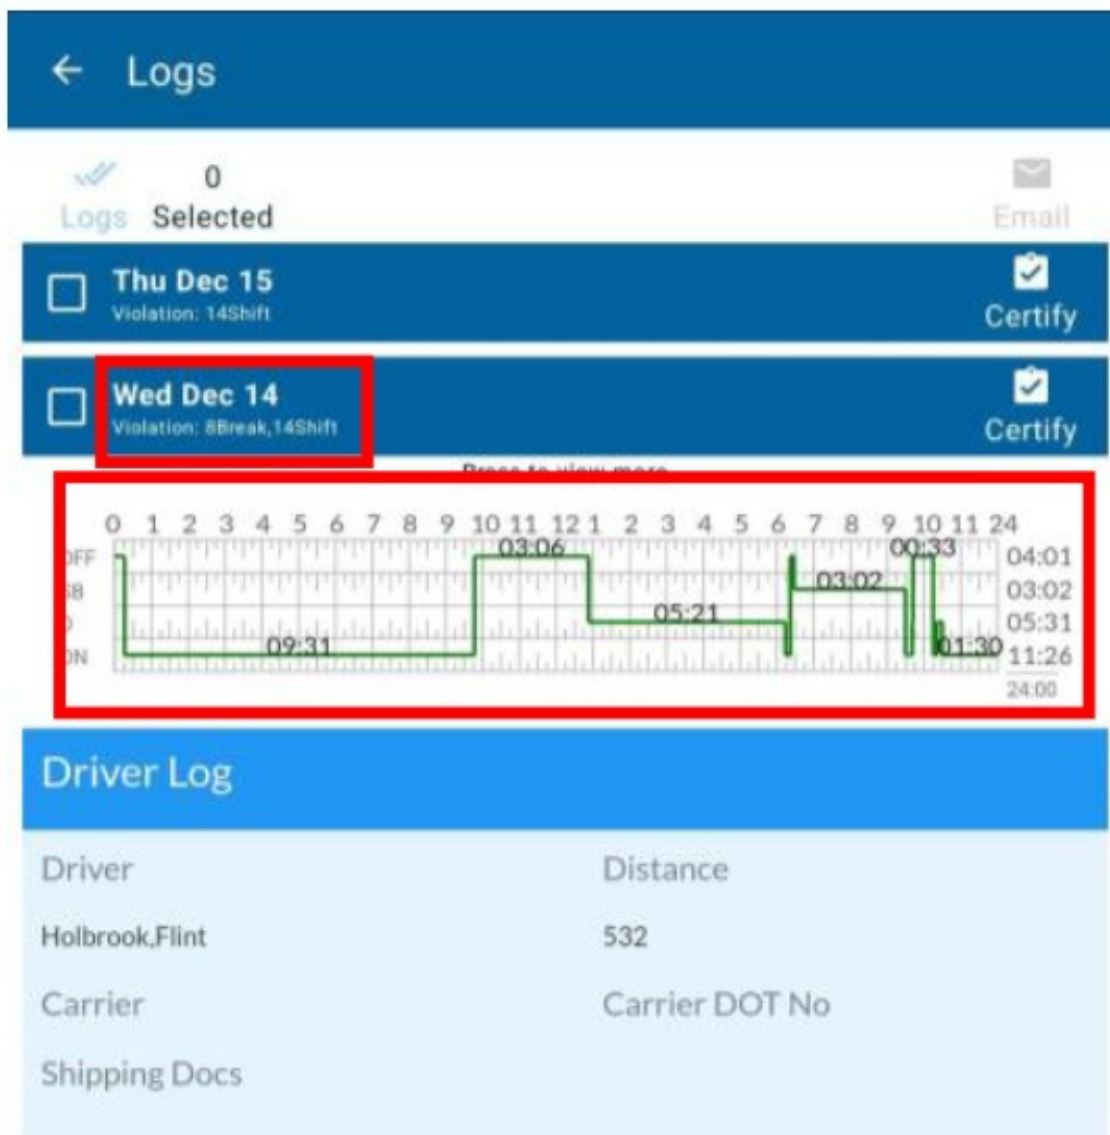 Logs
0
Logs Selected Email
Thu Dec 15
Violation: 14Shift
Certify
Wed Dec 14
Violation: 8Break,14Shift
Certify
Press to view more
0 1 2 3 4 5 6 7 8 9 10 11 12 1 2 3 4 5 6 7 8 9 10 11 24
03:06 00:33 04:01
03:02 03:02
05:21 05:31
09:31 01:30 11:26
24:00
Driver Log
Driver Distance
Holbrook,Flint 532
Carrier Carrier DOT No
Shipping Docs